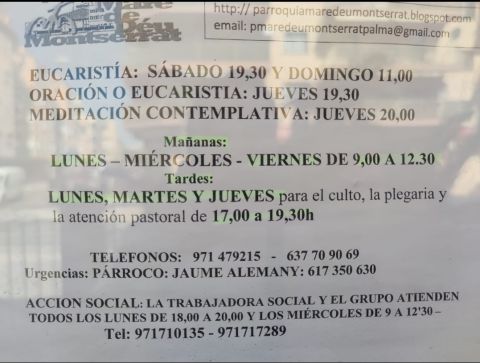 Mare
de
Déu
Montserrat
http:// parroquiamaredeumontserrat.blogspot.com
email: pmaredeumontserratpalma@gmail.com
EUCARISTÍA: SÁBADO 19,30 Y DOMINGO 11,00
ORACIÓN O EUCARISTIA: JUEVES 19,30
MEDITACIÓN CONTEMPLATIVA: JUEVES 20,00
Mañanas:
LUNES – MIÉRCOLES - VIERNES DE 9,00 A 12.30
Tardes:
LUNES, MARTES Y JUEVES para el culto, la plegaria y
la atención pastoral de 17,00 a 19,30h
TELEFONOS: 971 479215 - 637 70 90 69
Urgencias: PÁRROCO: JAUME ALEMANY: 617 350 630
ACCION SOCIAL: LA TRABAJADORA SOCIAL Y EL GRUPO ATIENDEN
TODOS LOS LUNES DE 18,00 A 20,00 Y LOS MIÉRCOLES DE 9 A 12'30 –
Tel: 971710135 - 971717289